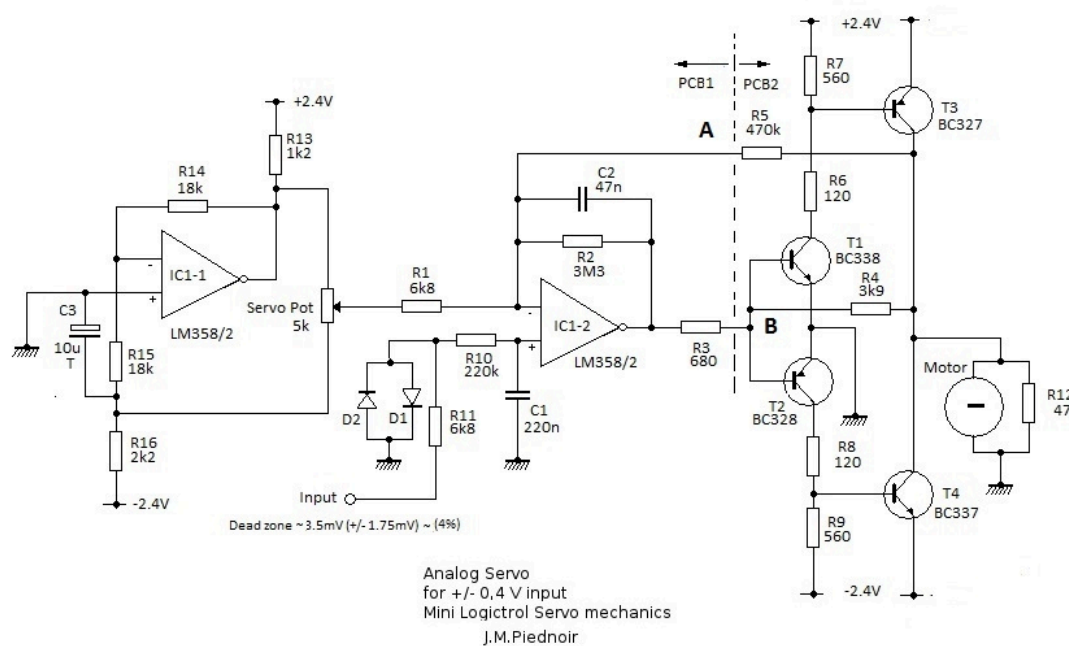 +2.4V
R7
560
PCB1
PCB2
T3
BC327
A
R5
470k
+2.4V
R13
1k2
R14
18k
C2
47n
R6
120
R2
3M3
T1
BC338
R4
3k9
-
IC1-1
+
LM358/2
C3
10u
T
R15
18k
Servo Pot
5k
R1
6k8
-
IC1-2
+
LM358/2
R10
220k
R3
680
B
T2
BC328
Motor
R12
47
D2
D1
R11
6k8
C1
220n
R16
2k2
-2.4V
R8
120
Input
T4
BC337
R9
560
Dead zone ~3.5mV (+/- 1.75mV) ~ (4%)
-2.4V
Analog Servo
for +/- 0,4 V input
Mini Logictrol Servo mechanics
J.M.Piednoir